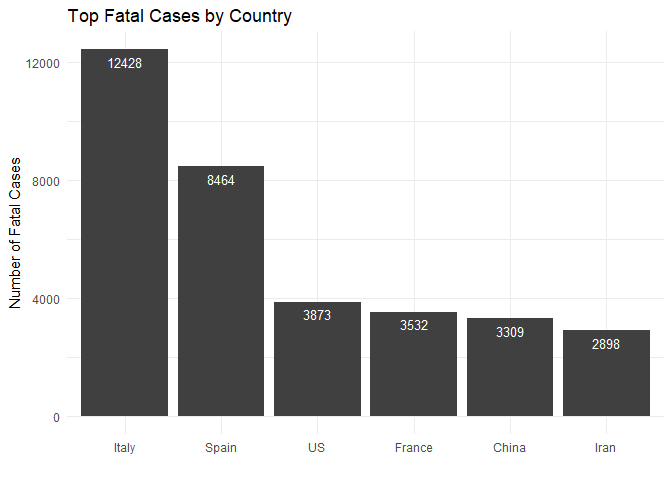 Top Fatal Cases by Country
Number of Fatal Cases
12000
8000
4000
0
12428
8464
3873
3532
3309
2898
Italy
Spain
US
France
China
Iran